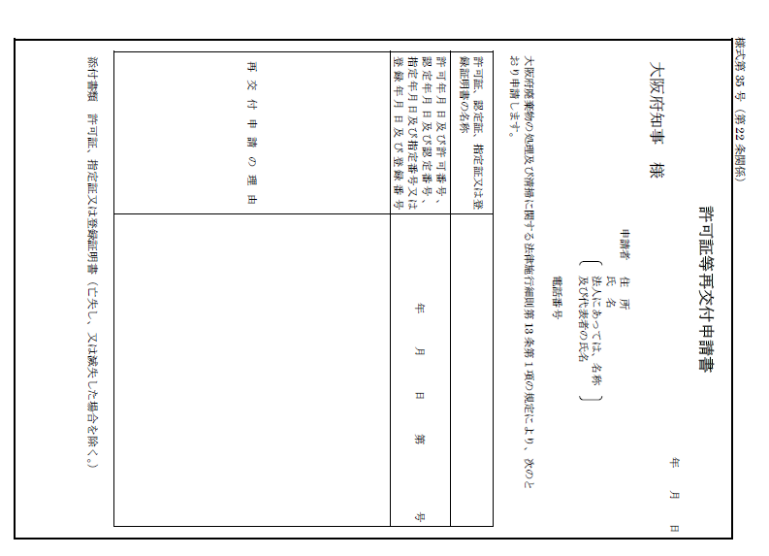 様式第 35 号（第 22 条関係）
許可証等再交付申請書
年　月　日
大阪府知事　様
申請者　住　所
氏　名
法人にあっては、名称
及び代表者の氏名
電話番号
大阪府廃棄物の処理及び清掃に関する法律施行細則第 13 条第 1 項の規定により、次のと
おり申請します。
許可証、認定証、指定証又は登
録証明書の名称
許可年月日及び許可番号、
認定年月日及び認定番号、
指定年月日及び指定番号又は
登録年月日及び登録番号
年　月　日　第　号
再交付申請の理由
添付書類　許可証、指定証又は登録証明書（亡失し、又は滅失した場合を除く。）